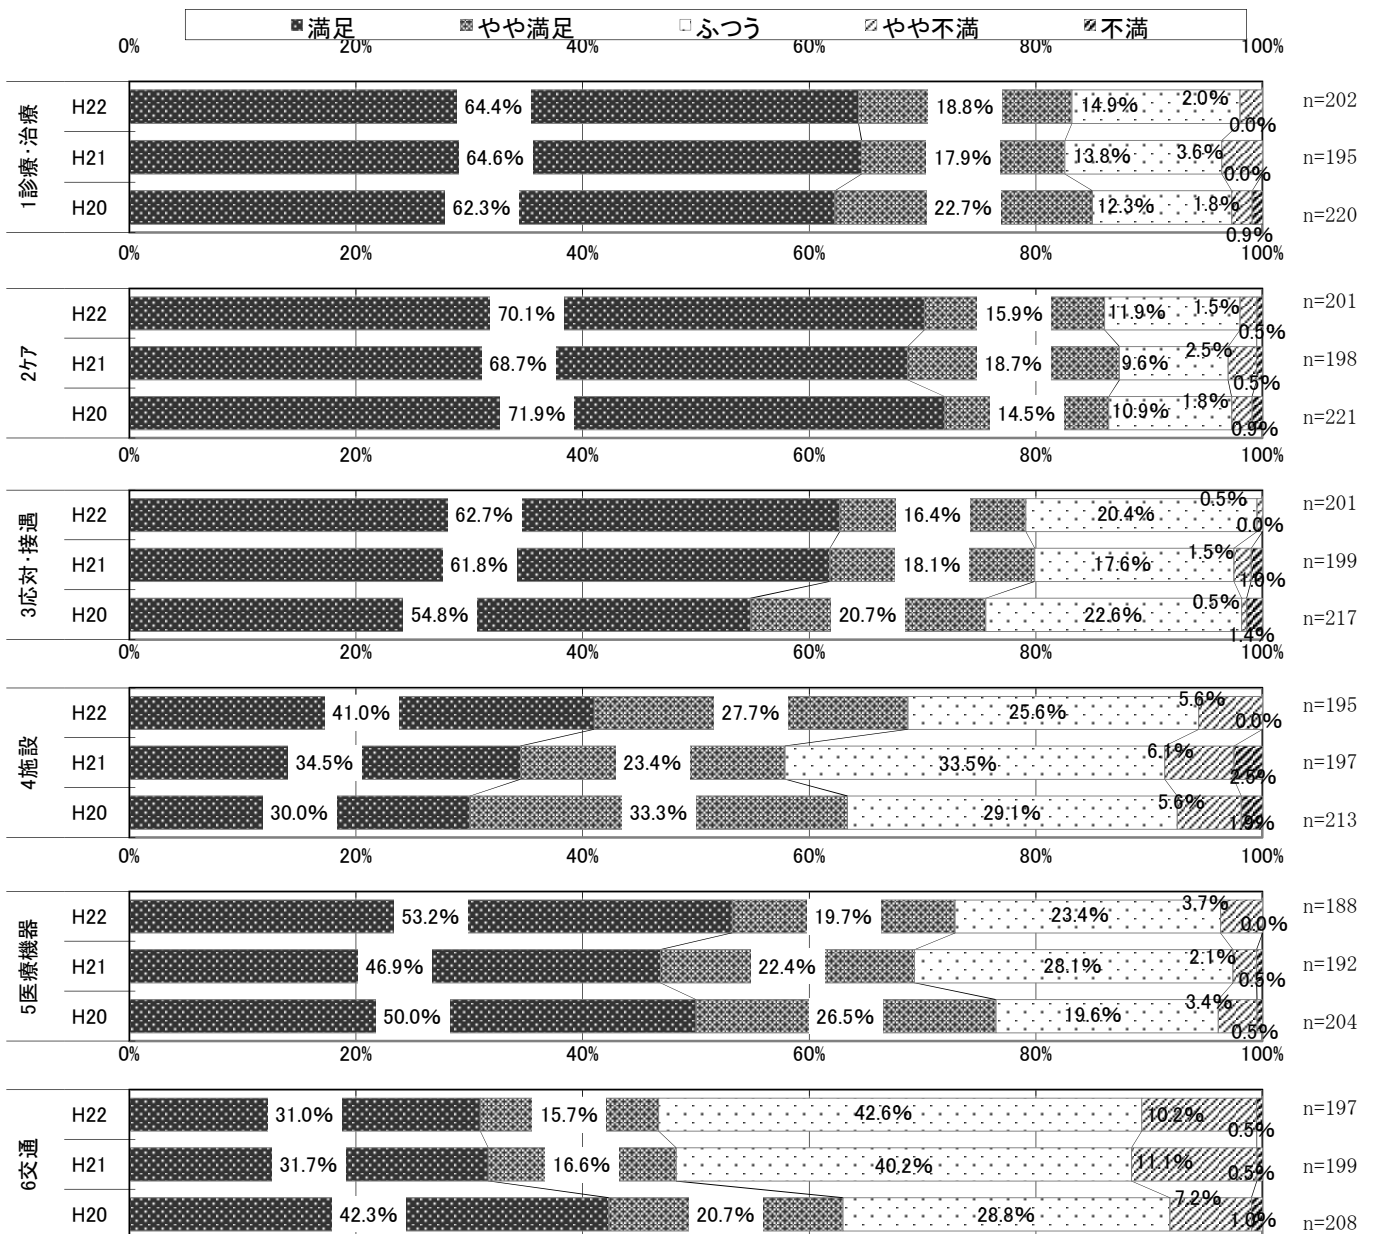 満足 やや満足 ふつう やや不満 不満
0% 20% 40% 60% 80% 100%
1診療・治療
H22 64.4% 18.8% 14.9% 2.0% 0.0% n=202
H21 64.6% 17.9% 13.8% 3.6% 0.0% n=195
H20 62.3% 22.7% 12.3% 1.8% 0.9% n=220
0% 20% 40% 60% 80% 100%
2ケア
H22 70.1% 15.9% 11.9% 1.5% 0.5% n=201
H21 68.7% 18.7% 9.6% 2.5% 0.5% n=198
H20 71.9% 14.5% 10.9% 1.8% 0.9% n=221
0% 20% 40% 60% 80% 100%
3応対・接遇
H22 62.7% 16.4% 20.4% 0.5% 0.0% n=201
H21 61.8% 18.1% 17.6% 1.5% 1.0% n=199
H20 54.8% 20.7% 22.6% 0.5% 1.4% n=217
0% 20% 40% 60% 80% 100%
4施設
H22 41.0% 27.7% 25.6% 5.6% 0.0% n=195
H21 34.5% 23.4% 33.5% 6.1% 2.5% n=197
H20 30.0% 33.3% 29.1% 5.6% 1.9% n=213
0% 20% 40% 60% 80% 100%
5医療機器
H22 53.2% 19.7% 23.4% 3.7% 0.0% n=188
H21 46.9% 22.4% 28.1% 2.1% 0.5% n=192
H20 50.0% 26.5% 19.6% 3.4% 0.5% n=204
0% 20% 40% 60% 80% 100%
6交通
H22 31.0% 15.7% 42.6% 10.2% 0.5% n=197
H21 31.7% 16.6% 40.2% 11.1% 0.5% n=199
H20 42.3% 20.7% 28.8% 7.2% 1.0% n=208